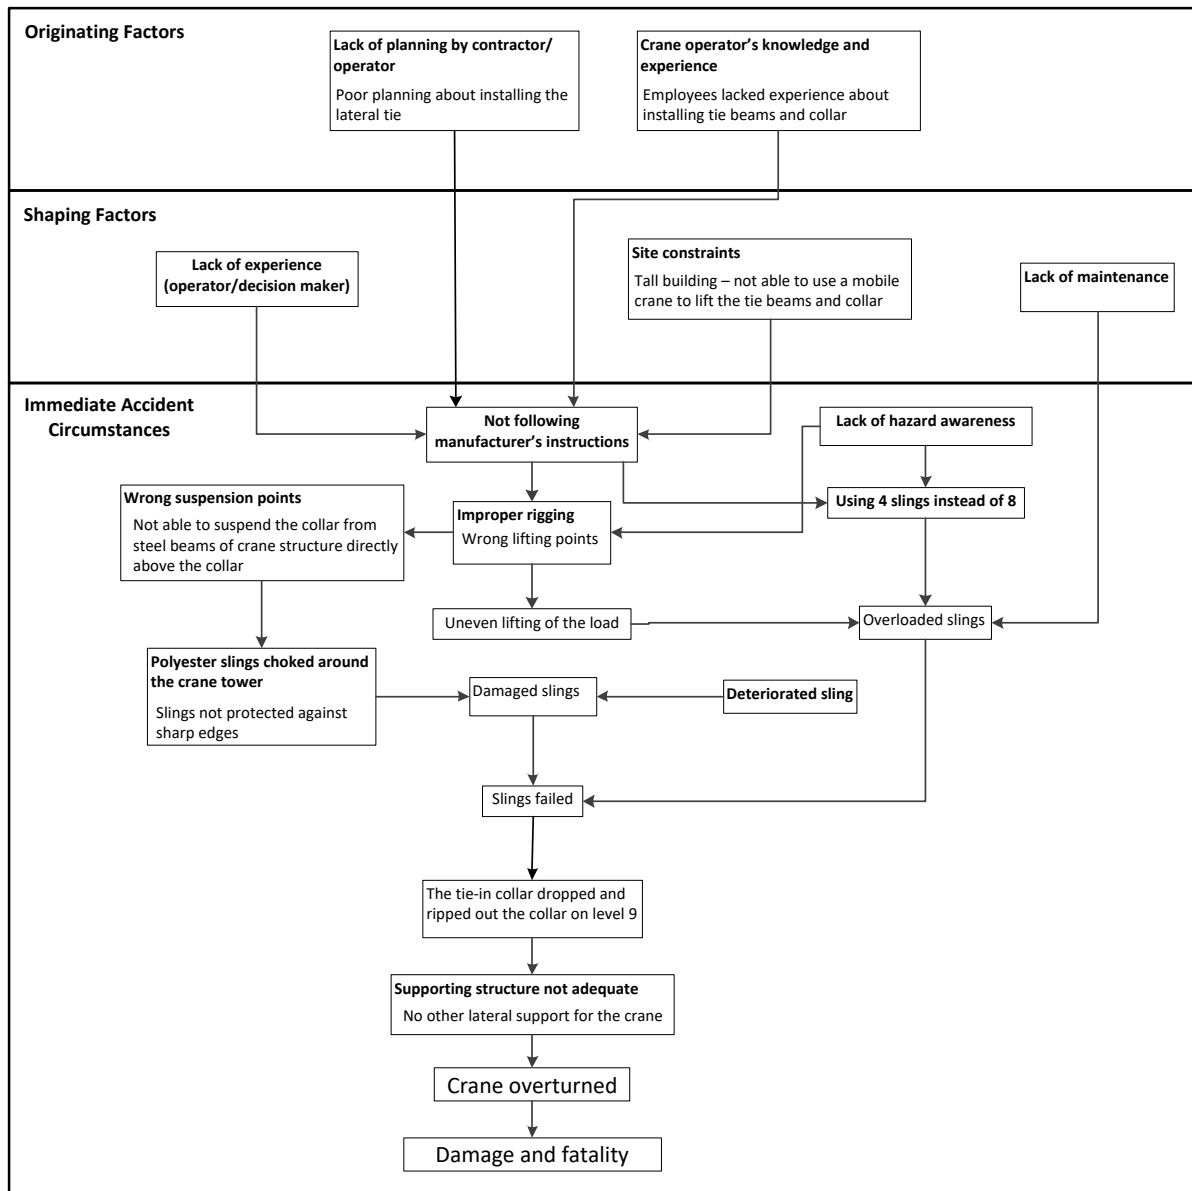 Originating Factors
Lack of planning by contractor/
operator
Poor planning about installing the
lateral tie
Crane operator's knowledge and
experience
Employees lacked experience about
installing tie beams and collar
Shaping Factors
Lack of experience
(operator/decision maker)
Site constraints
Tall building – not able to use a mobile
crane to lift the tie beams and collar
Lack of maintenance
Immediate Accident
Circumstances
Not following
manufacturer's instructions
Lack of hazard awareness
Wrong suspension points
Not able to suspend the collar from
steel beams of crane structure directly
above the collar
Improper rigging
Wrong lifting points
Using 4 slings instead of 8
Uneven lifting of the load
Overloaded slings
Polyester slings choked around
the crane tower
Slings not protected against
sharp edges
Damaged slings
Deteriorated sling
Slings failed
The tie-in collar dropped and
ripped out the collar on level 9
Supporting structure not adequate
No other lateral support for the crane
Crane overturned
Damage and fatality